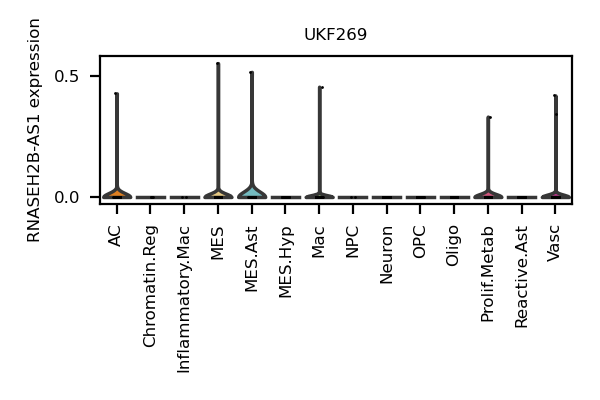 UKF269
RNASEH2B-AS1 expression
0.5
0.0
AC
Chromatin.Reg
Inflammatory.Mac
MES
MES.Ast
MES.Hyp
Mac
NPC
Neuron
OPC
Oligo
Prolif.Metab
Reactive.Ast
Vasc